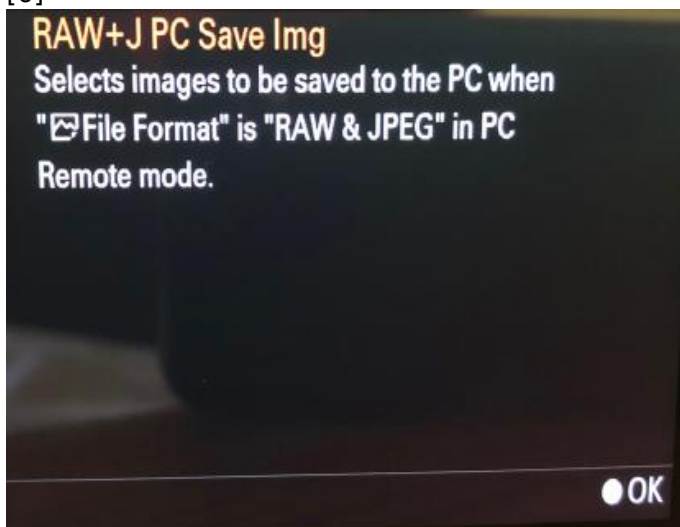 RAW+J PC Save Img
Selects images to be saved to the PC when
"File Format" is "RAW & JPEG" in PC
Remote mode.
OK